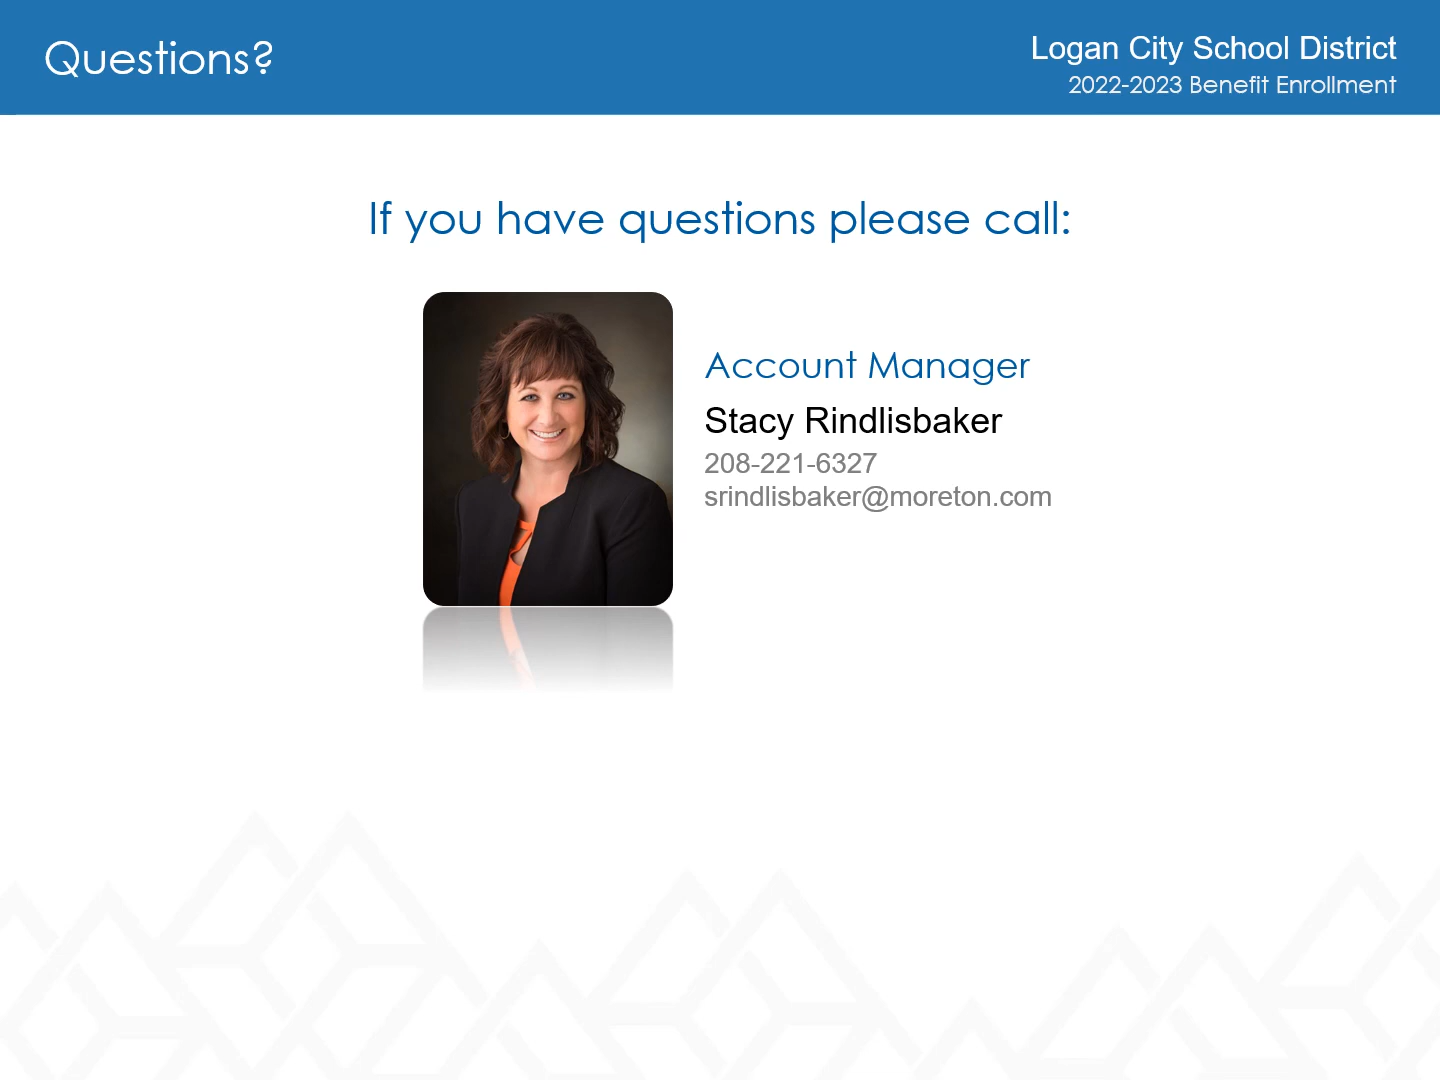 Questions?
Logan City School District
2022-2023 Benefit Enrollment
If you have questions please call:
Account Manager
Stacy Rindlisbaker
208-221-6327
srindlisbaker@moreton.com